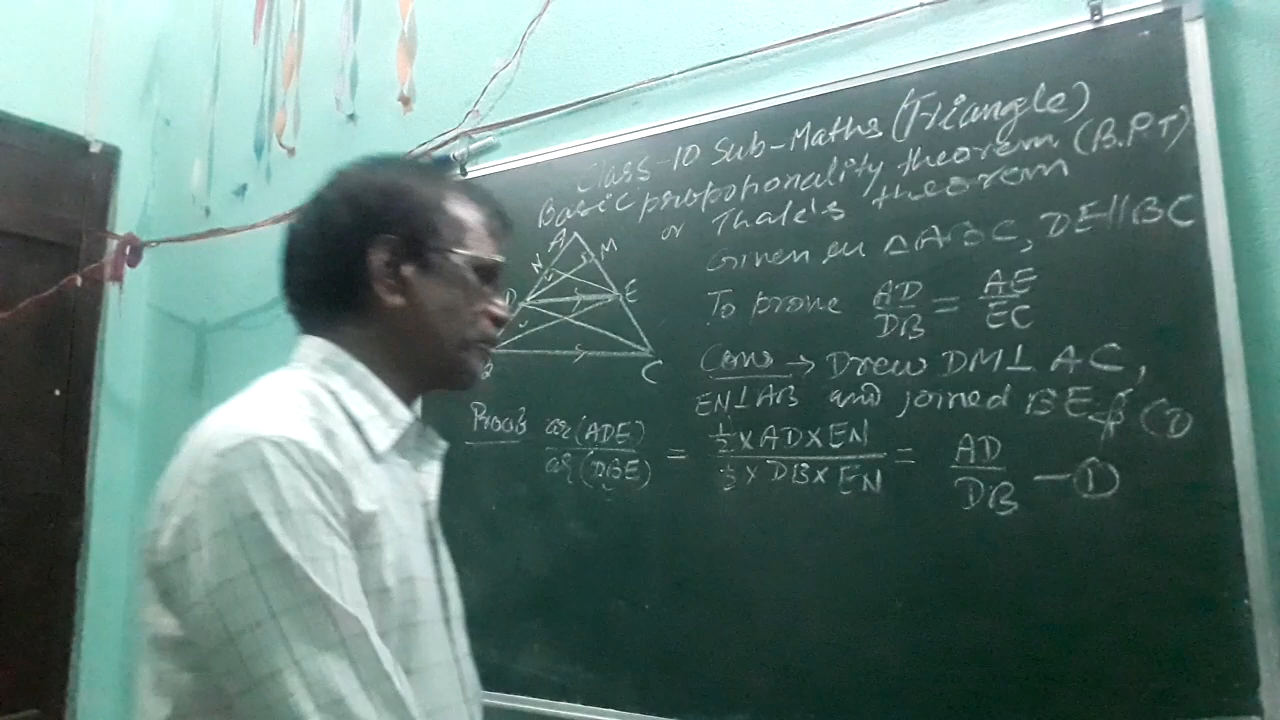 Class-10 Sub-Maths (Triangle)
Basic propotionality theorem (B.P.T)
or Thale's theorem
Given in △ABC, DE∥BC
To prove AD/DB = AE/EC
Cons → Drew DM⊥AC,
EN⊥AB and joined BE &
A
M
N
D
E
B
C
Proof ar(ADE)/ar(DBE) = ½×AD×EN / ½×DB×EN = AD/DB — ①